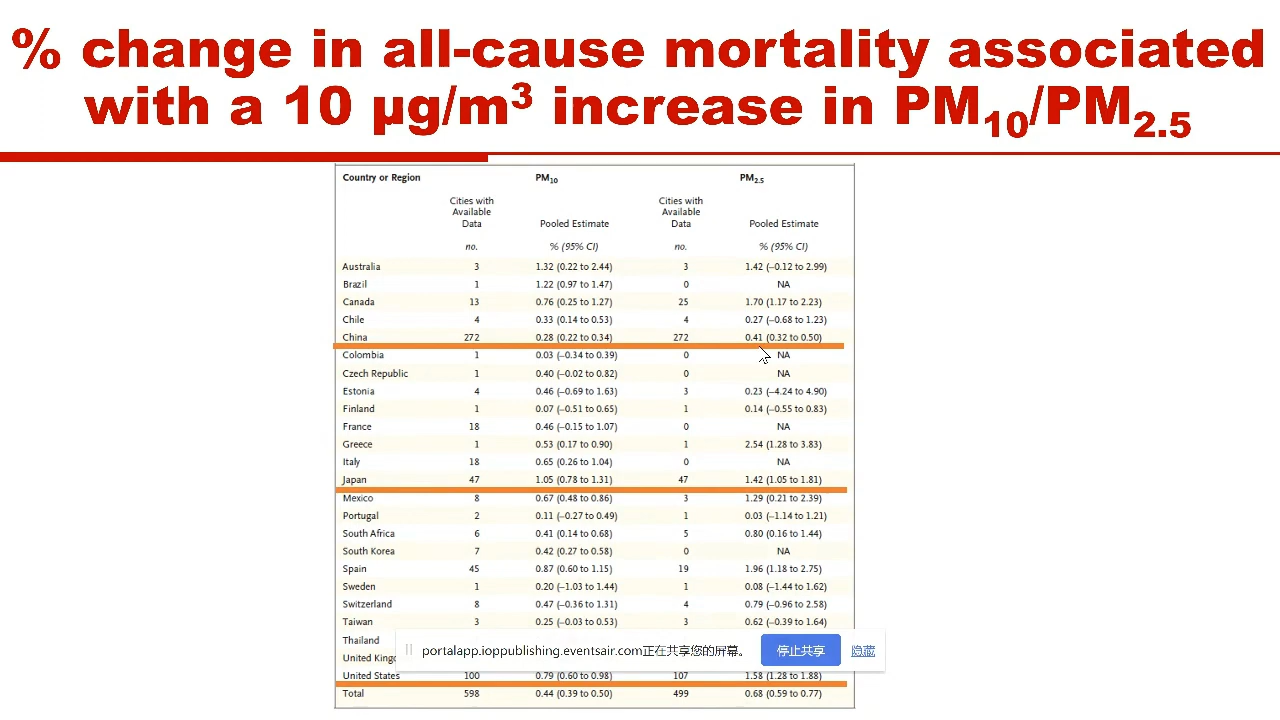 % change in all-cause mortality associated
with a 10 µg/m³ increase in PM₁₀/PM₂.₅
Country or Region PM₁₀ PM₂.₅
Cities with Available Data Pooled Estimate Cities with Available Data Pooled Estimate
no. % (95% CI) no. % (95% CI)
Australia 3 1.32 (0.22 to 2.44) 3 1.42 (–0.12 to 2.99)
Brazil 1 1.22 (0.97 to 1.47) 0 NA
Canada 13 0.76 (0.25 to 1.27) 25 1.70 (1.17 to 2.23)
Chile 4 0.33 (0.14 to 0.53) 4 0.27 (–0.68 to 1.23)
China 272 0.28 (0.22 to 0.34) 272 0.41 (0.32 to 0.50)
Colombia 1 0.03 (–0.34 to 0.39) 0 NA
Czech Republic 1 0.40 (–0.02 to 0.82) 0 NA
Estonia 4 0.46 (–0.69 to 1.63) 3 0.23 (–4.24 to 4.90)
Finland 1 0.07 (–0.51 to 0.65) 1 0.14 (–0.55 to 0.83)
France 18 0.46 (–0.15 to 1.07) 0 NA
Greece 1 0.53 (0.17 to 0.90) 1 2.54 (1.28 to 3.83)
Italy 18 0.65 (0.26 to 1.04) 0 NA
Japan 47 1.05 (0.78 to 1.31) 47 1.42 (1.05 to 1.81)
Mexico 8 0.67 (0.48 to 0.86) 3 1.29 (0.21 to 2.39)
Portugal 2 0.11 (–0.27 to 0.49) 1 0.03 (–1.14 to 1.21)
South Africa 6 0.41 (0.14 to 0.68) 5 0.80 (0.16 to 1.44)
South Korea 7 0.42 (0.27 to 0.58) 0 NA
Spain 45 0.87 (0.60 to 1.15) 19 1.96 (1.18 to 2.75)
Sweden 1 0.20 (–1.03 to 1.44) 1 0.08 (–1.44 to 1.62)
Switzerland 8 0.47 (–0.36 to 1.31) 4 0.79 (–0.96 to 2.58)
Taiwan 3 0.25 (–0.03 to 0.53) 3 0.62 (–0.39 to 1.64)
Thailand
portalapp.ioppublishing.eventsair.com正在共享您的屏幕。 停止共享 隐藏
United
United States 100 0.79 (0.60 to 0.98) 107 1.58 (1.28 to 1.88)
Total 598 0.44 (0.39 to 0.50) 499 0.68 (0.59 to 0.77)